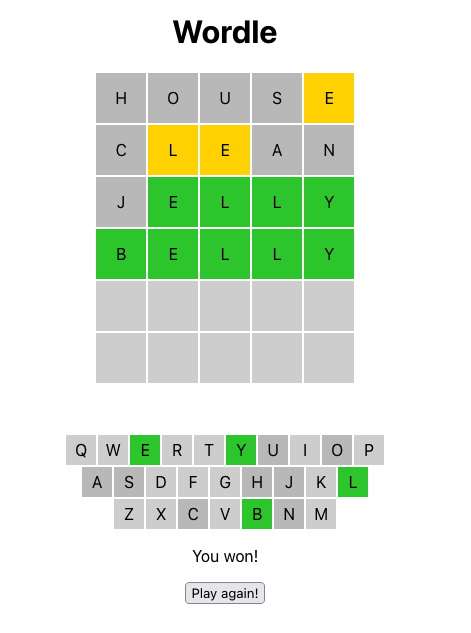 Wordle
H O U S E
C L E A N
J E L L Y
B E L L Y
Q W E R T Y U I O P
A S D F G H J K L
Z X C V B N M
You won!
Play again!